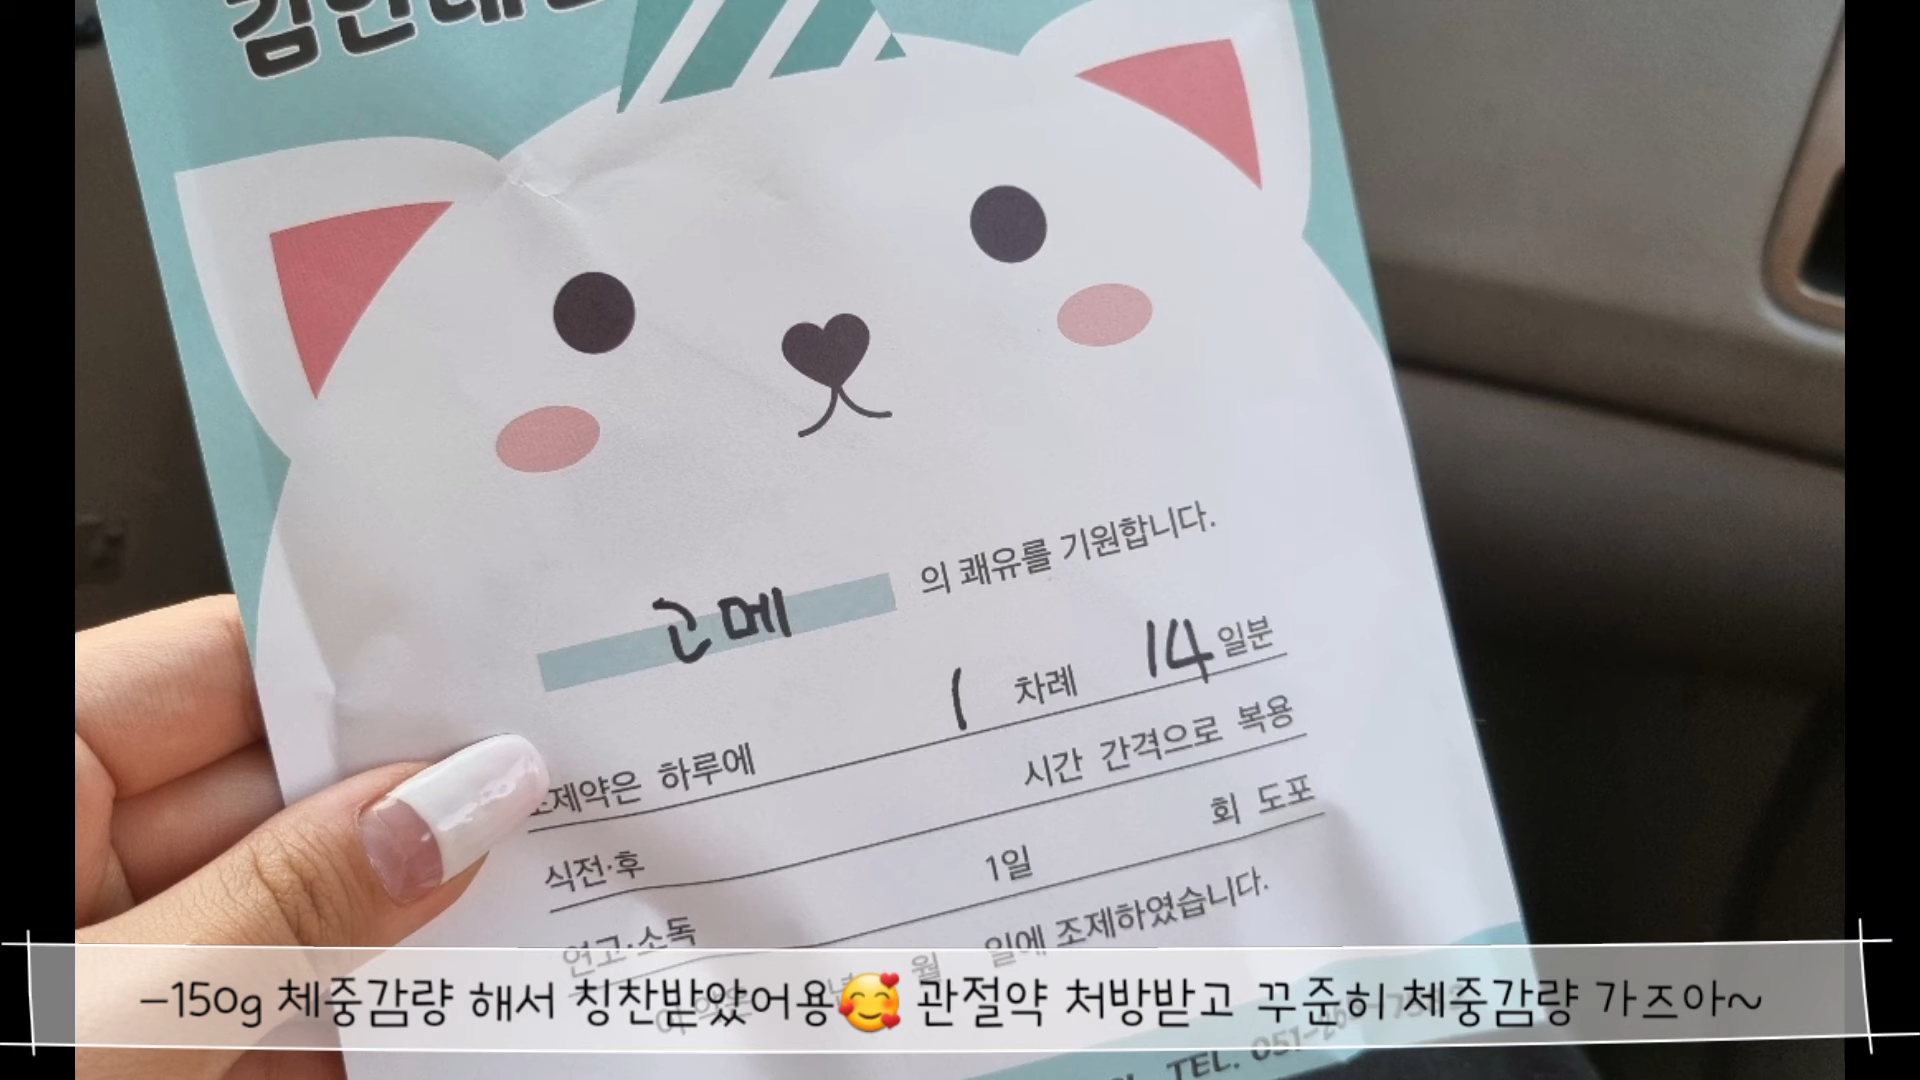 고메 의 쾌유를 기원합니다.
조제약은 하루에 1 차례 14 일분
식전·후 시간 간격으로 복용
연고·소독 1일 회 도포
월 일에 조제하였습니다.
-150g 체중감량 해서 칭찬받았어용🥰 관절약 처방받고 꾸준히 체중감량 가즈아~
TEL. 051-